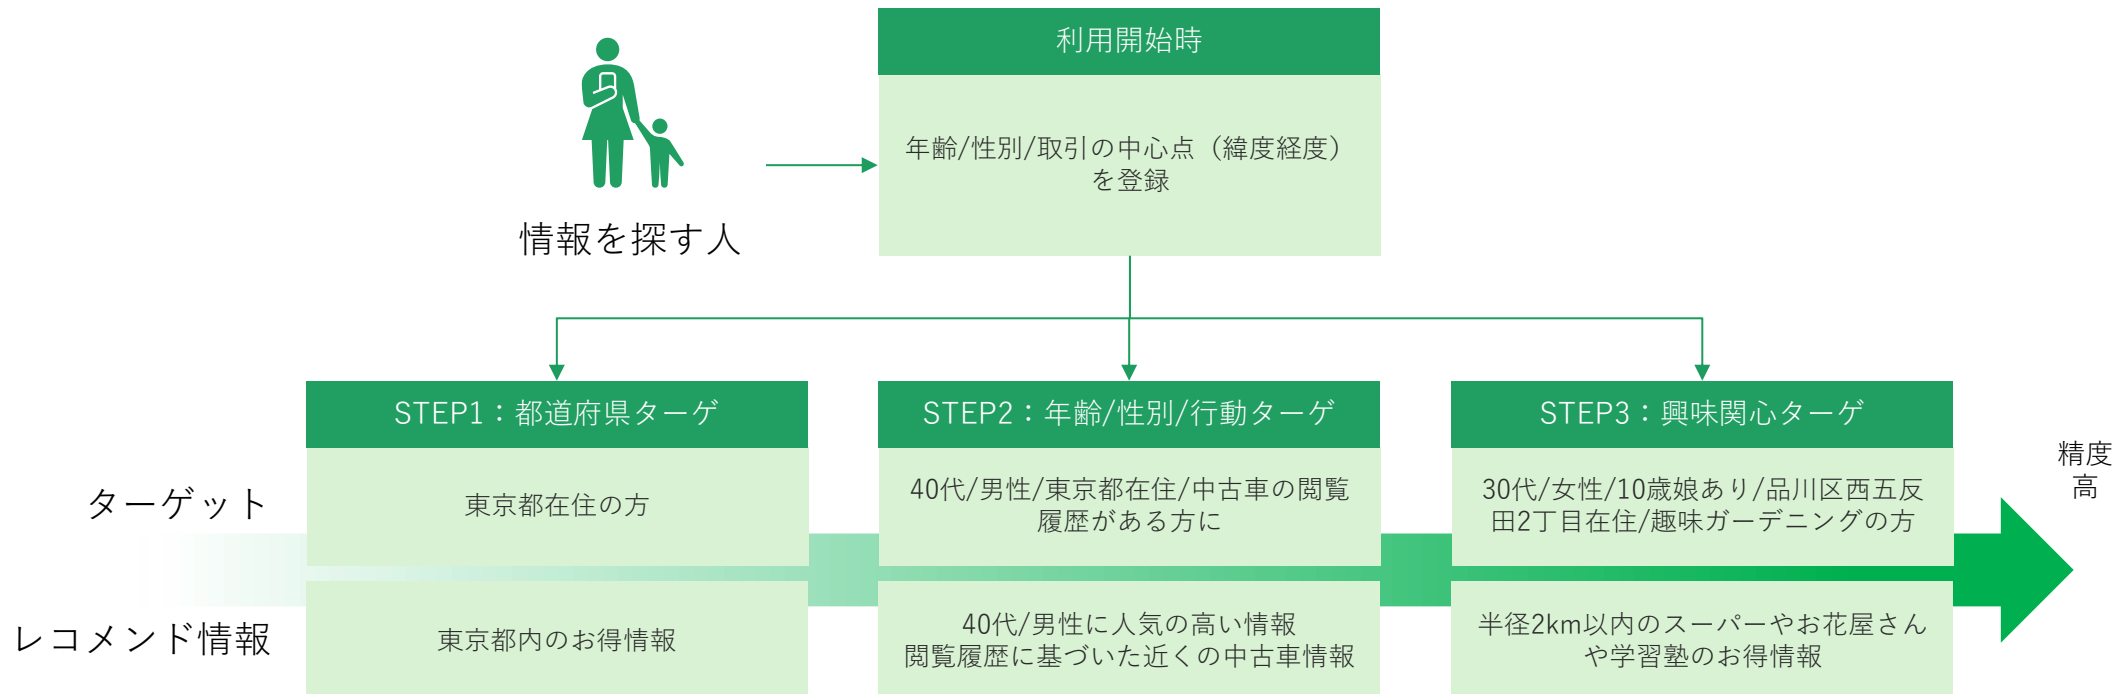 利用開始時
年齢/性別/取引の中心点（緯度経度）
を登録
情報を探す人
STEP1：都道府県ターゲ
STEP2：年齢/性別/行動ターゲ
STEP3：興味関心ターゲ
精度
高
ターゲット
東京都在住の方
40代/男性/東京都在住/中古車の閲覧
履歴がある方に
30代/女性/10歳娘あり/品川区西五反
田2丁目在住/趣味ガーデニングの方
レコメンド情報
東京都内のお得情報
40代/男性に人気の高い情報
閲覧履歴に基づいた近くの中古車情報
半径2km以内のスーパーやお花屋さん
や学習塾のお得情報